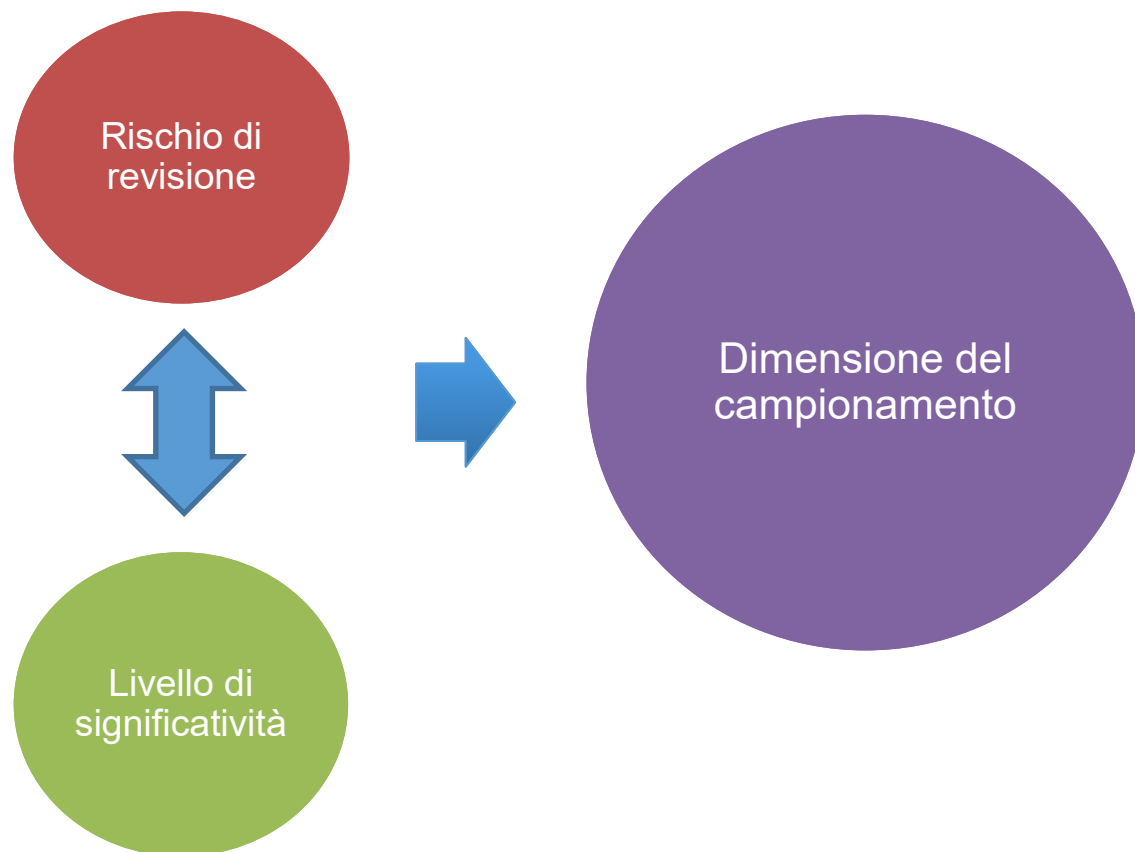 Rischio di
revisione
Dimensione del
campionamento
Livello di
significatività